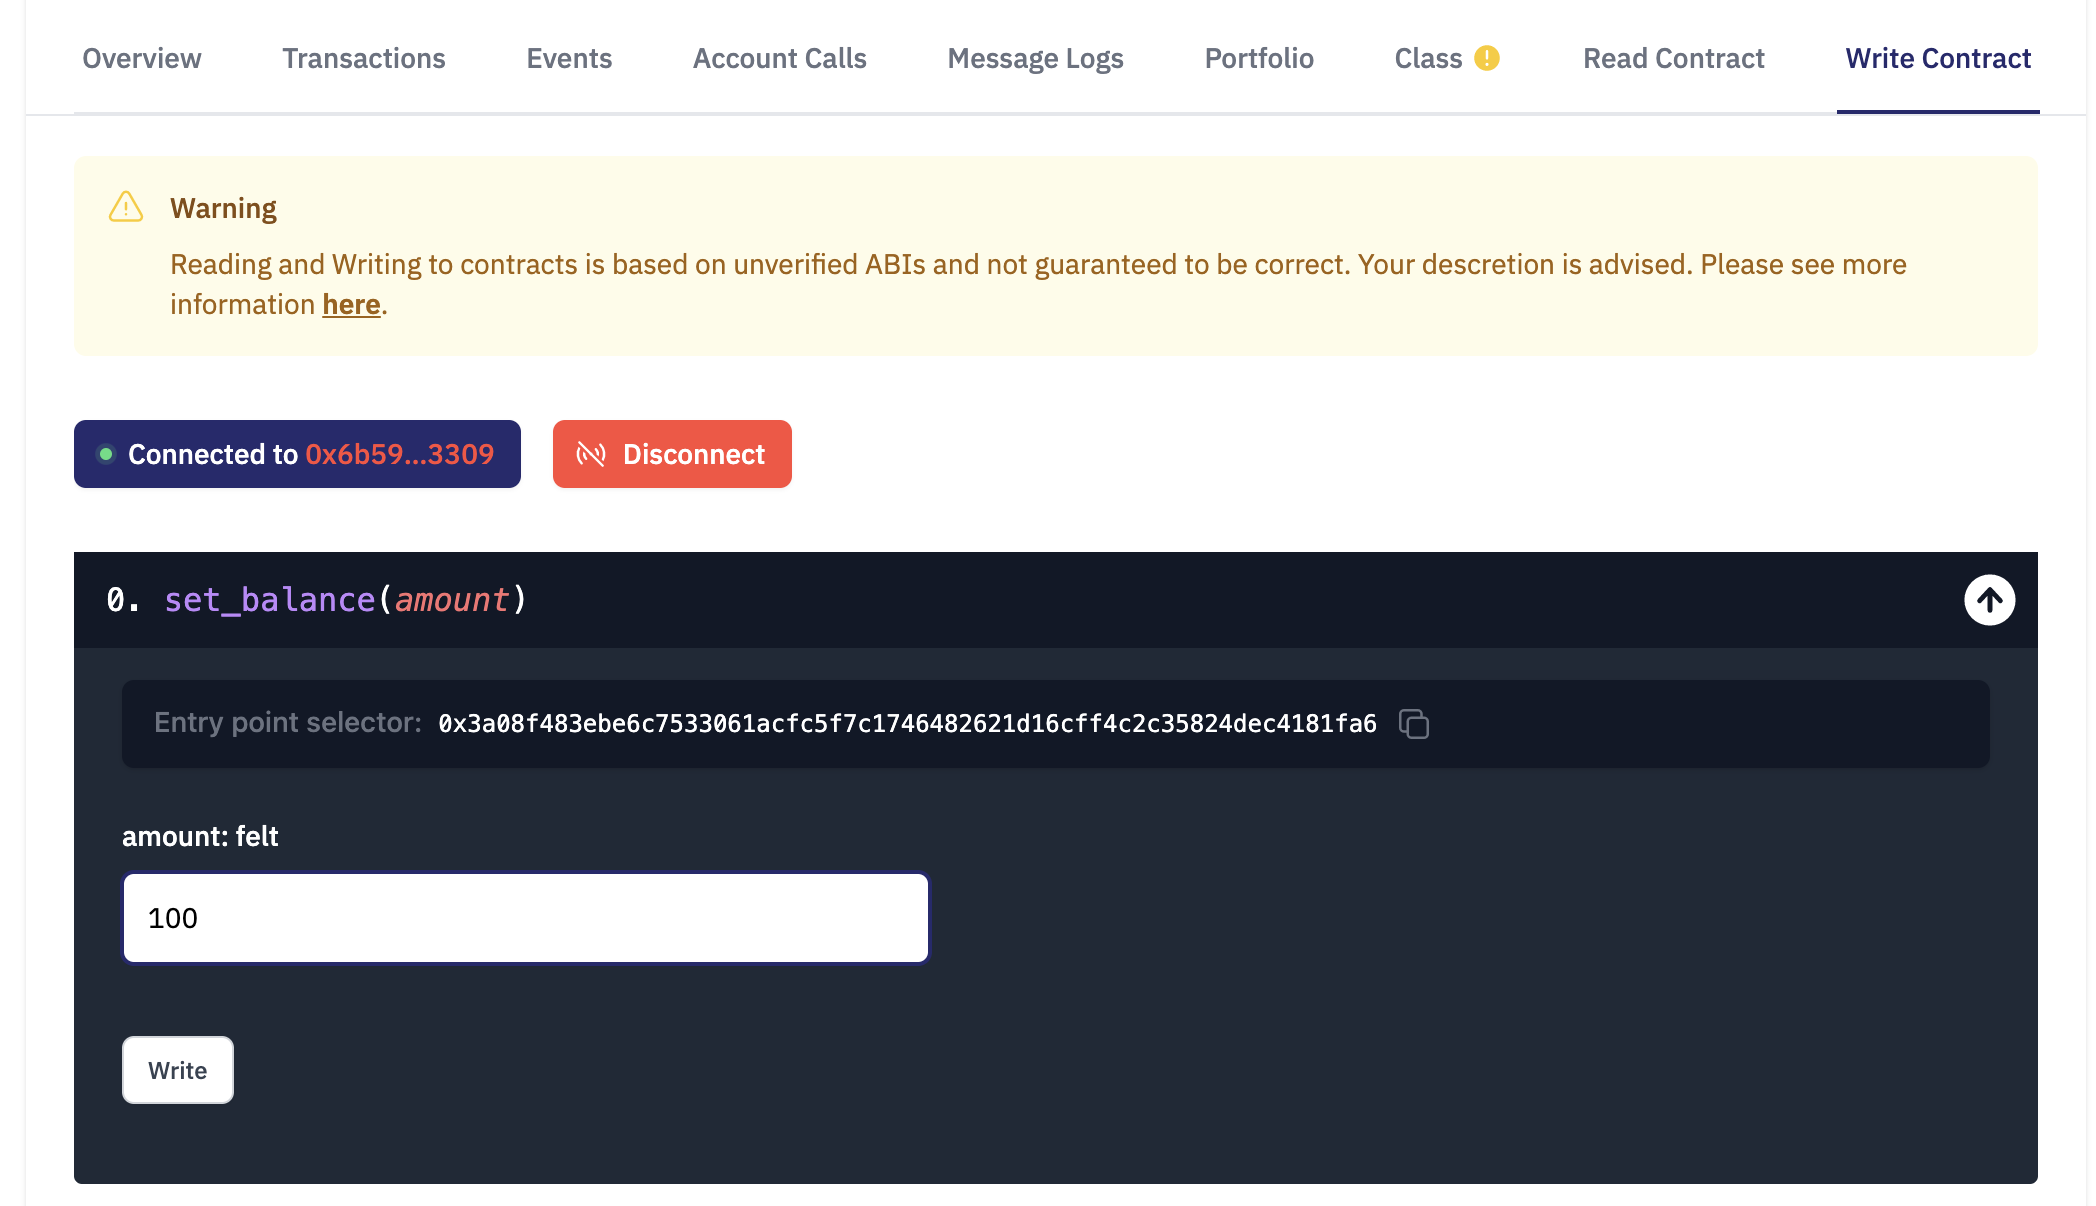 Overview Transactions Events Account Calls Message Logs Portfolio Class ! Read Contract Write Contract
Warning
Reading and Writing to contracts is based on unverified ABIs and not guaranteed to be correct. Your descretion is advised. Please see more
information here.
Connected to 0x6b59...3309 Disconnect
0. set_balance(amount)
Entry point selector: 0x3a08f483ebe6c7533061acfc5f7c1746482621d16cff4c2c35824dec4181fa6
amount: felt
100
Write